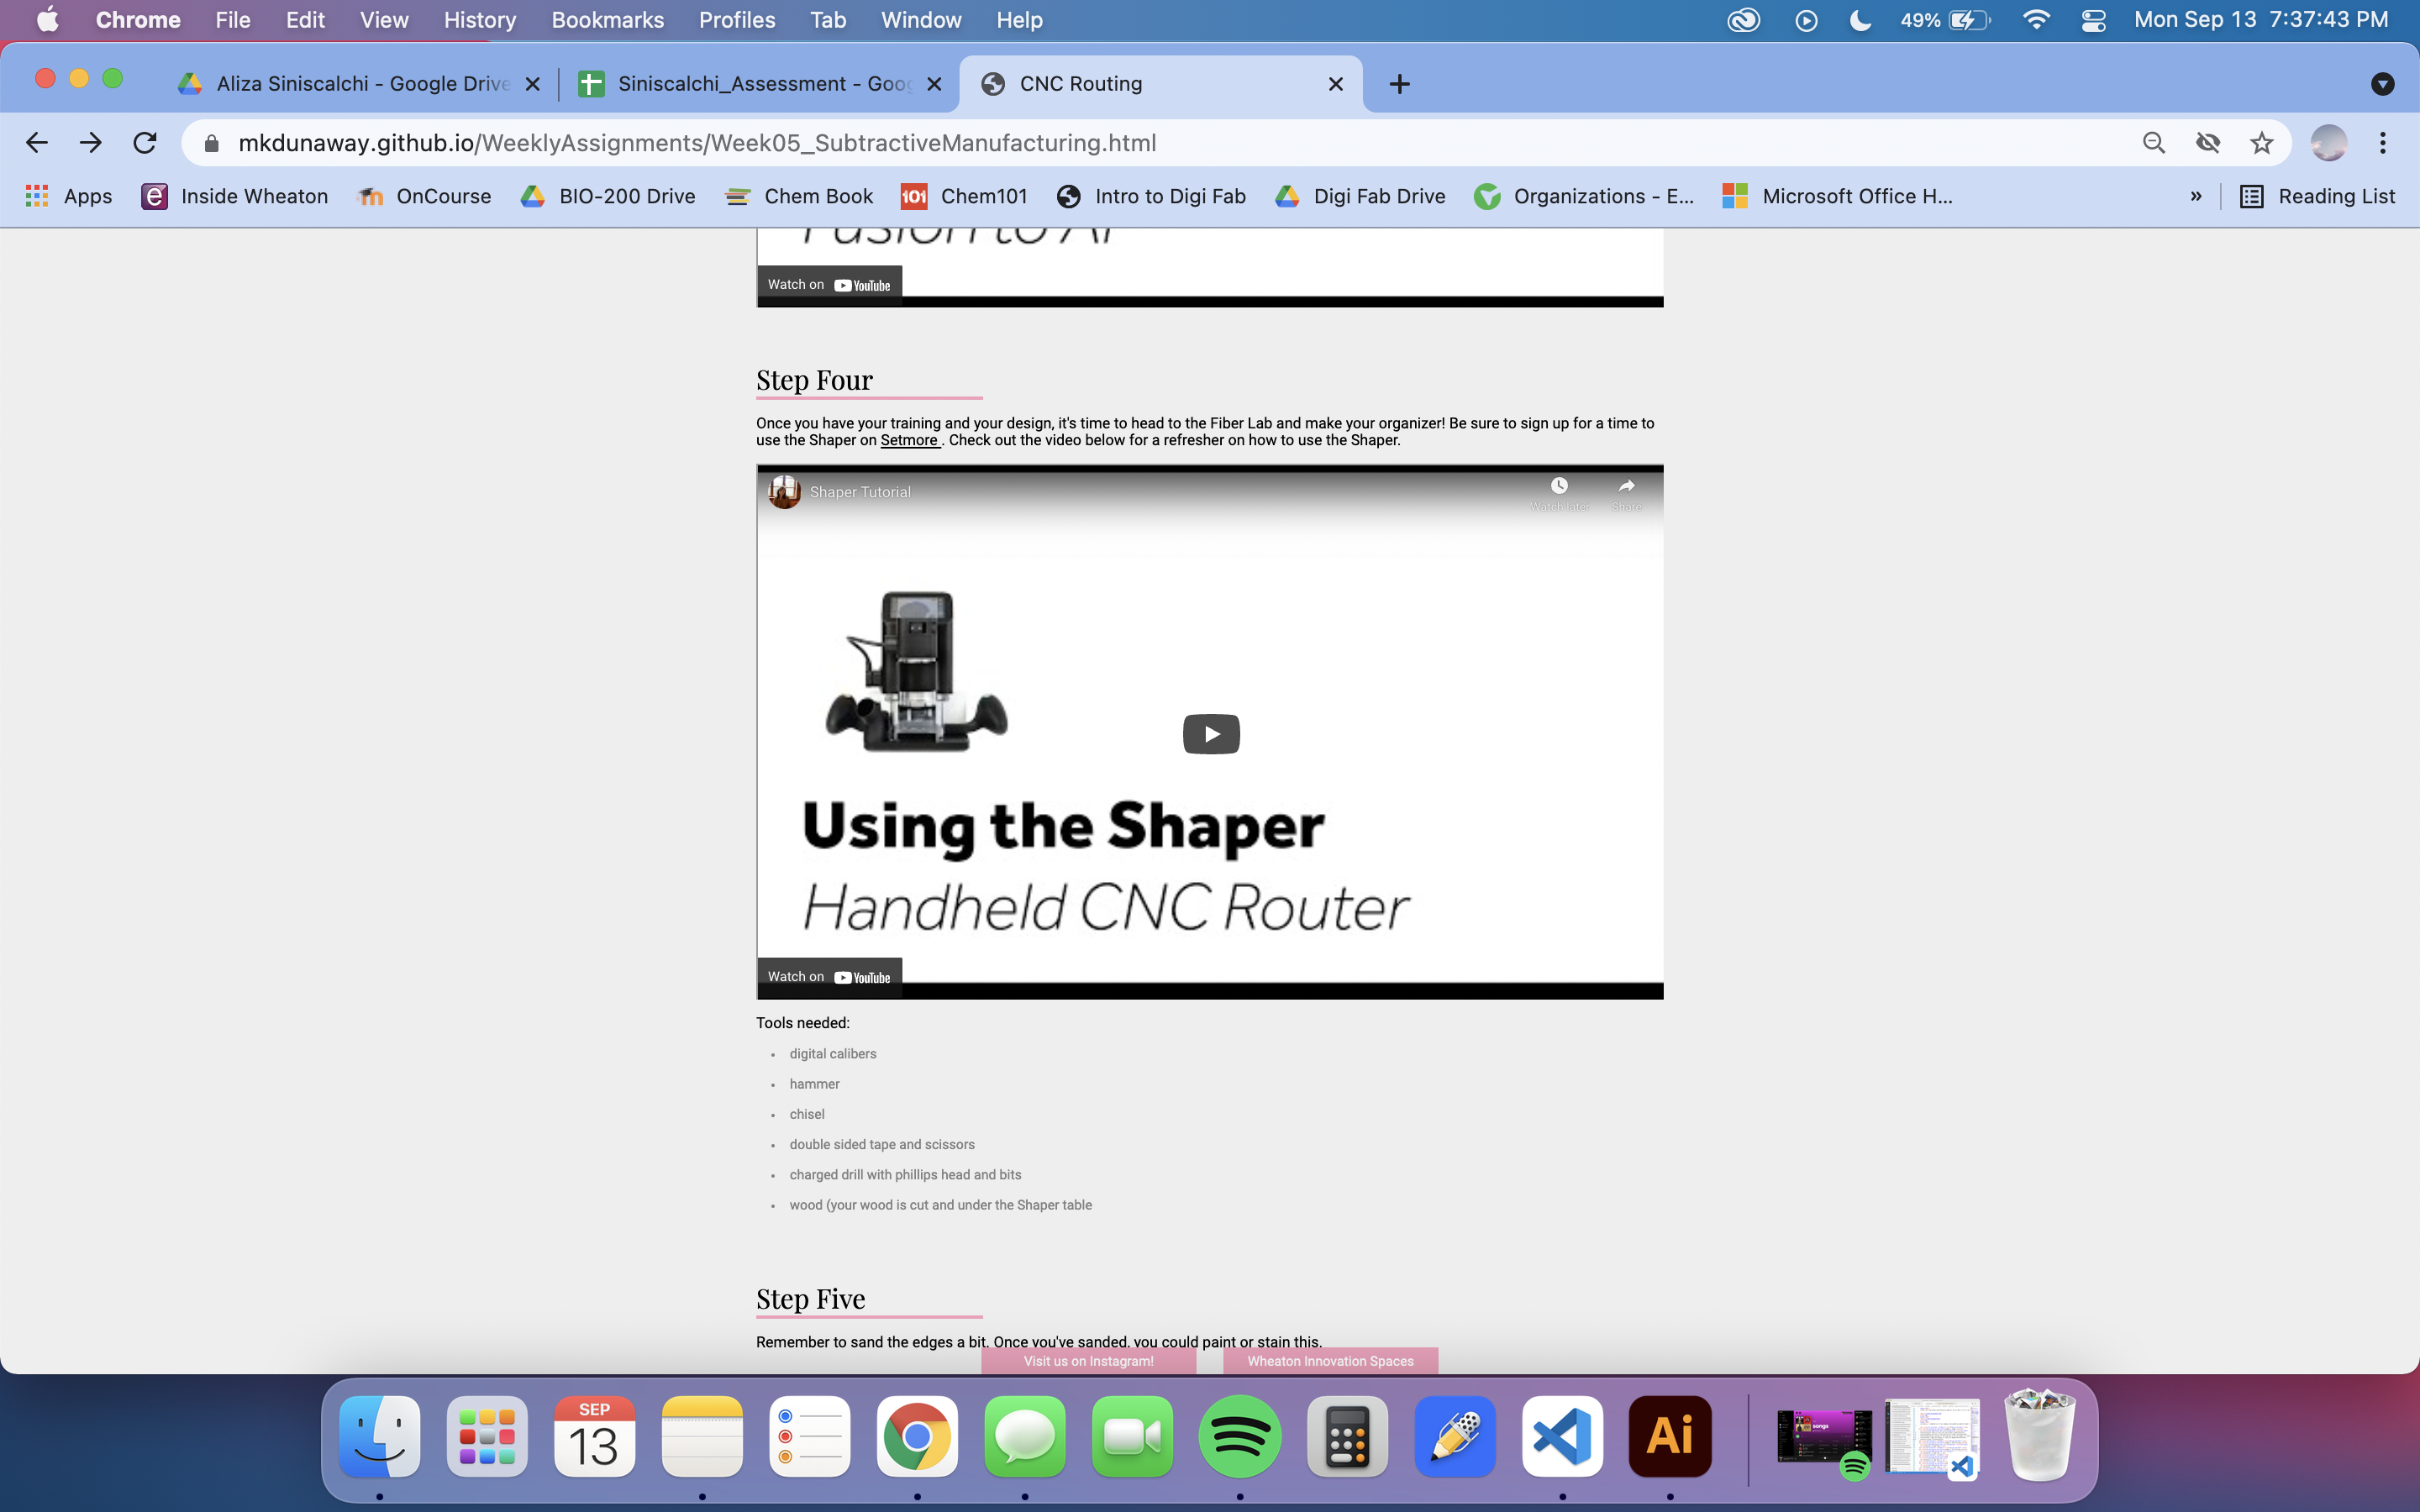 Chrome File Edit View History Bookmarks Profiles Tab Window Help 49% Mon Sep 13 7:37:43 PM
Aliza Siniscalchi - Google Drive Siniscalchi_Assessment - Goog CNC Routing
mkdunaway.github.io/WeeklyAssignments/Week05_SubtractiveManufacturing.html
Apps Inside Wheaton OnCourse BIO-200 Drive Chem Book 101 Chem101 Intro to Digi Fab Digi Fab Drive Organizations - E... Microsoft Office H... » Reading List
Fusion to AI
Watch on YouTube
Step Four
Once you have your training and your design, it's time to head to the Fiber Lab and make your organizer! Be sure to sign up for a time to
use the Shaper on Setmore . Check out the video below for a refresher on how to use the Shaper.
Shaper Tutorial
Watch later Share
Using the Shaper
Handheld CNC Router
Watch on YouTube
Tools needed:
• digital calibers
• hammer
• chisel
• double sided tape and scissors
• charged drill with phillips head and bits
• wood (your wood is cut and under the Shaper table
Step Five
Remember to sand the edges a bit. Once you've sanded, you could paint or stain this.
Visit us on Instagram! Wheaton Innovation Spaces
SEP
13
Ai
songs